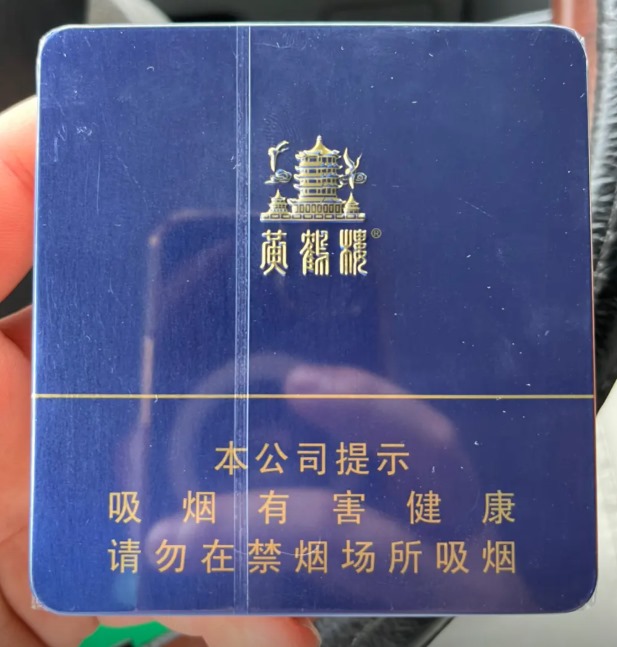 黄鹤楼®
本公司提示
吸烟有害健康
请勿在禁烟场所吸烟